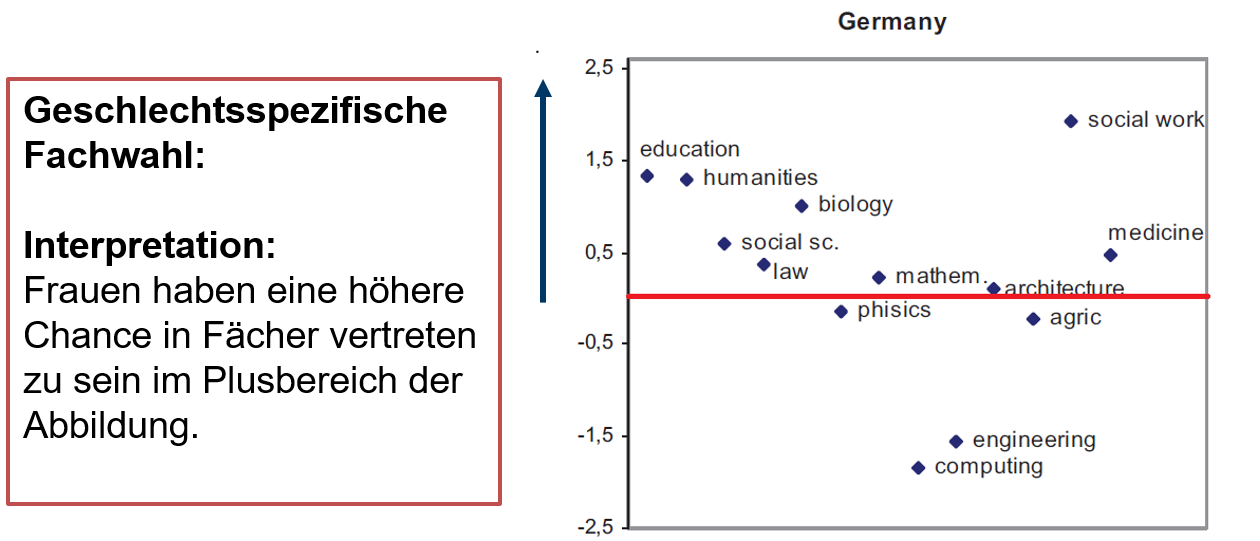 Geschlechtsspezifische
Fachwahl:
Interpretation:
Frauen haben eine höhere
Chance in Fächer vertreten
zu sein im Plusbereich der
Abbildung.
Germany
2,5
1,5
0,5
-0,5
-1,5
-2,5
social work
education
humanities
biology
medicine
social sc.
law
mathem.
architecture
phisics
agric
engineering
computing